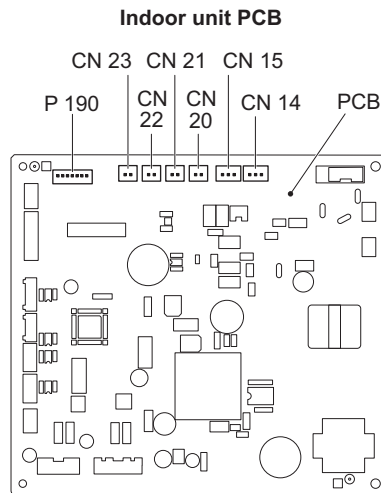 Indoor unit PCB
CN 23 CN 21 CN 15
P 190 CN 22 CN 20 CN 14 PCB